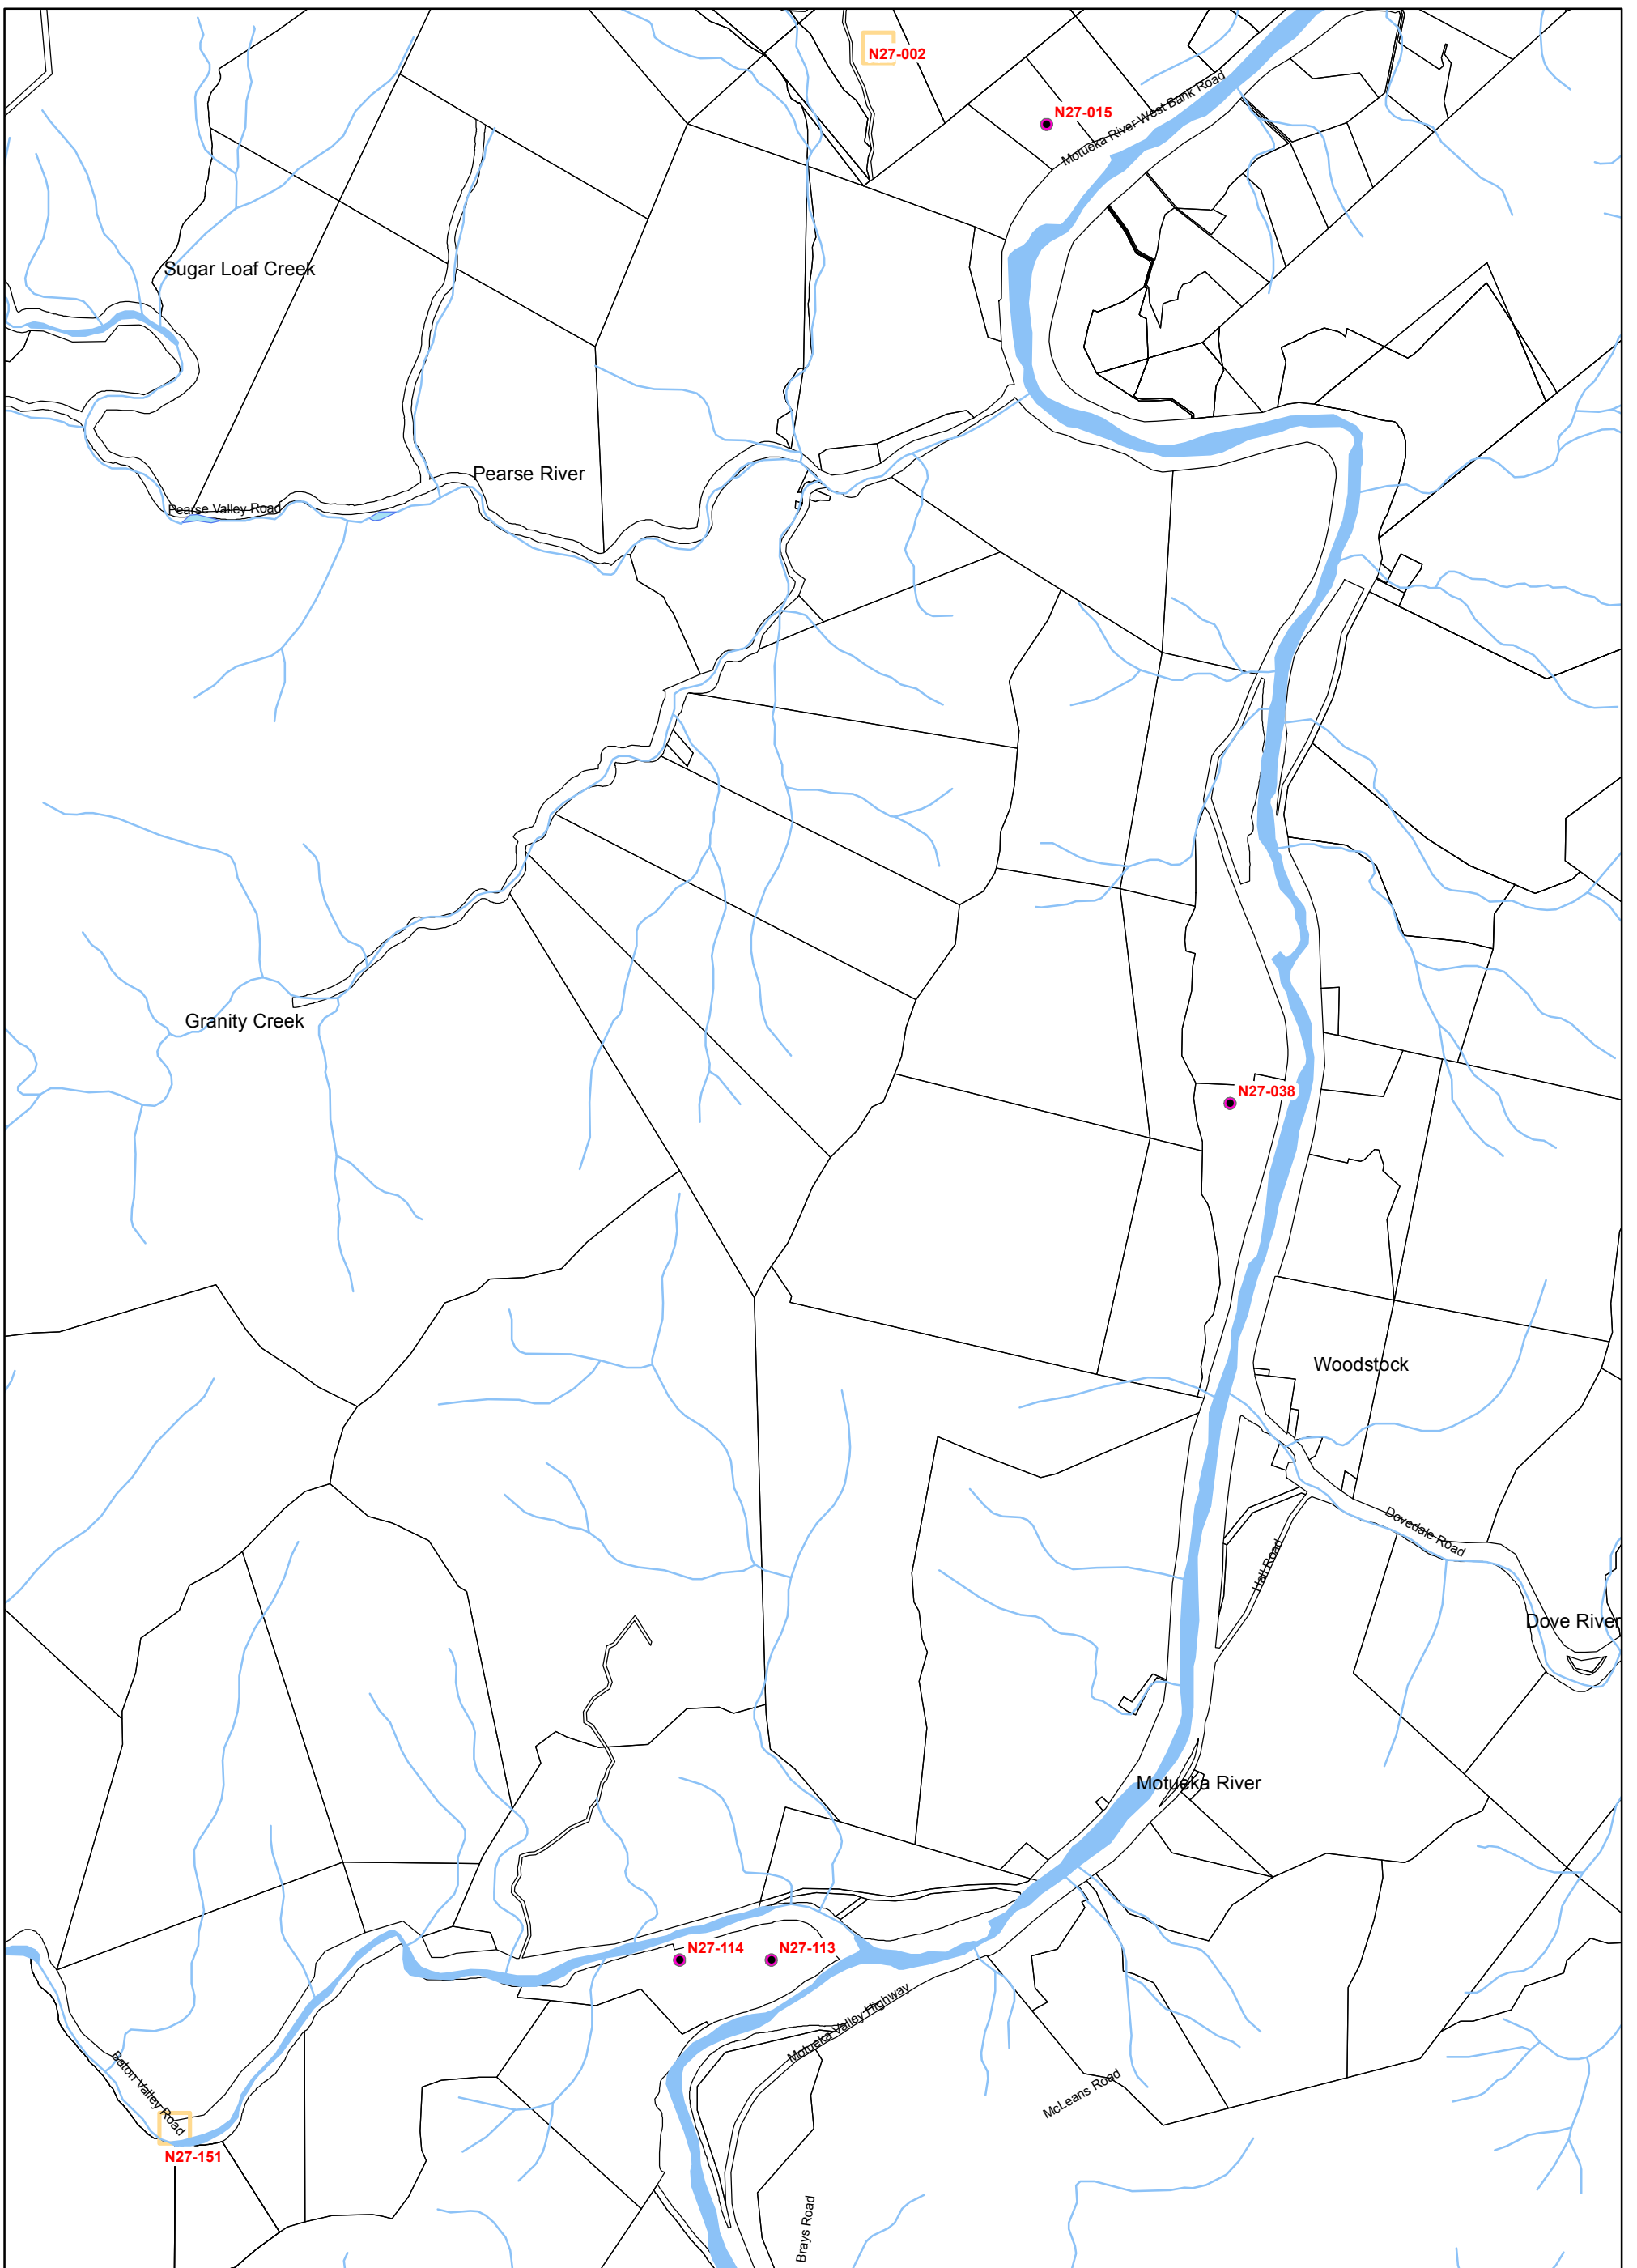 N27-002
N27-015
Motueka River West Bank Road
Sugar Loaf Creek
Pearse River
Pearse Valley Road
Granity Creek
N27-038
Woodstock
Dovedale Road
Hall Road
Dove River
Motueka River
N27-114
N27-113
Motueka Valley Highway
Baton Valley Road
McLeans Road
N27-151
Brays Road